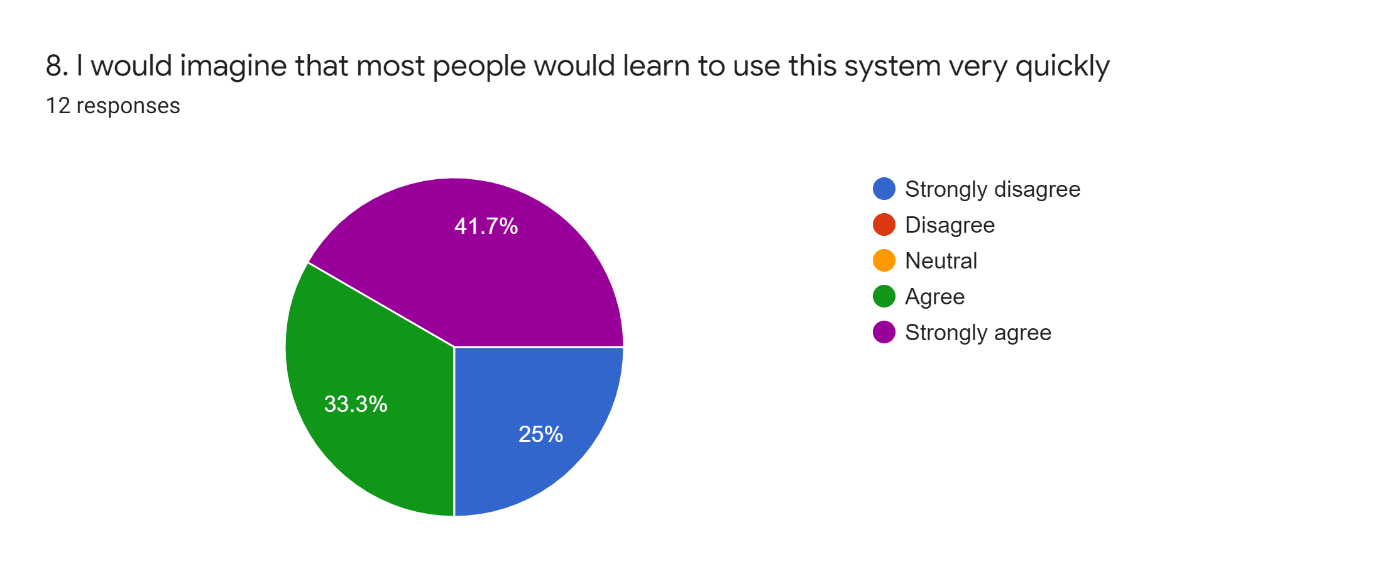 8. I would imagine that most people would learn to use this system very quickly
12 responses
41.7%
33.3%
25%
Strongly disagree
Disagree
Neutral
Agree
Strongly agree